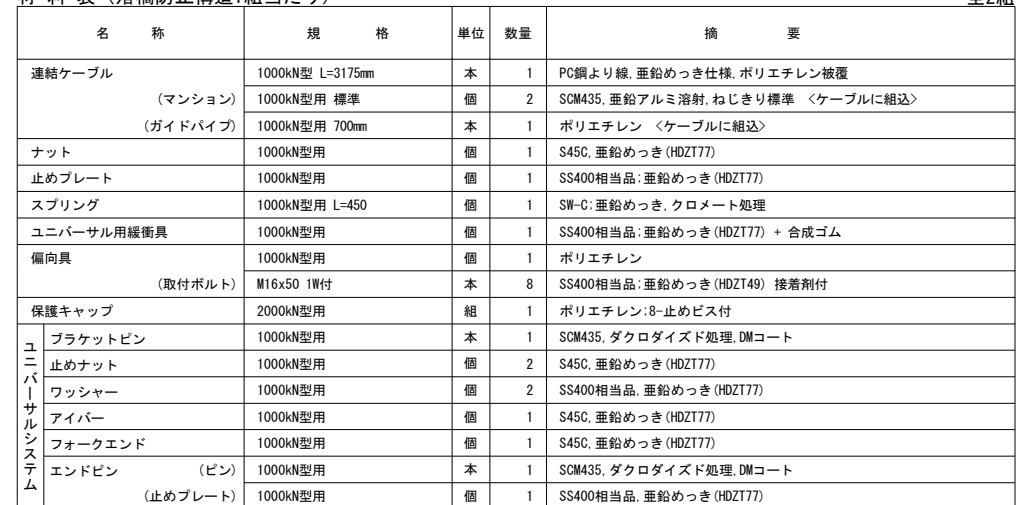 材 料 表 (落橋防止構造1組当たり) 全2組
名 称 規 格 単位 数量 摘 要
連結ケーブル 1000kN型 L=3175mm 本 1 PC鋼より線,亜鉛めっき仕様,ポリエチレン被覆
(マンション) 1000kN型用 標準 個 2 SCM435,亜鉛アルミ溶射,ねじきり標準 <ケーブルに組込>
(ガイドパイプ) 1000kN型用 700mm 本 1 ポリエチレン <ケーブルに組込>
ナット 1000kN型用 個 1 S45C,亜鉛めっき(HDZT77)
止めプレート 1000kN型用 個 1 SS400相当品;亜鉛めっき(HDZT77)
スプリング 1000kN型用 L=450 個 1 SW-C;亜鉛めっき,クロメート処理
ユニバーサル用緩衝具 1000kN型用 個 1 SS400相当品;亜鉛めっき(HDZT77) + 合成ゴム
偏向具 1000kN型用 個 1 ポリエチレン
(取付ボルト) M16x50 1W付 本 8 SS400相当品;亜鉛めっき(HDZT49) 接着剤付
保護キャップ 2000kN型用 組 1 ポリエチレン;8-止めビス付
ユニバーサルシステム
ブラケットピン 1000kN型用 本 1 SCM435,ダクロダイズド処理,DMコート
止めナット 1000kN型用 個 2 S45C,亜鉛めっき(HDZT77)
ワッシャー 1000kN型用 個 2 SS400相当品,亜鉛めっき(HDZT77)
アイバー 1000kN型用 個 1 S45C,亜鉛めっき(HDZT77)
フォークエンド 1000kN型用 個 1 S45C,亜鉛めっき(HDZT77)
エンドピン (ピン) 1000kN型用 本 1 SCM435,ダクロダイズド処理,DMコート
(止めプレート) 1000kN型用 個 1 SS400相当品,亜鉛めっき(HDZT77)